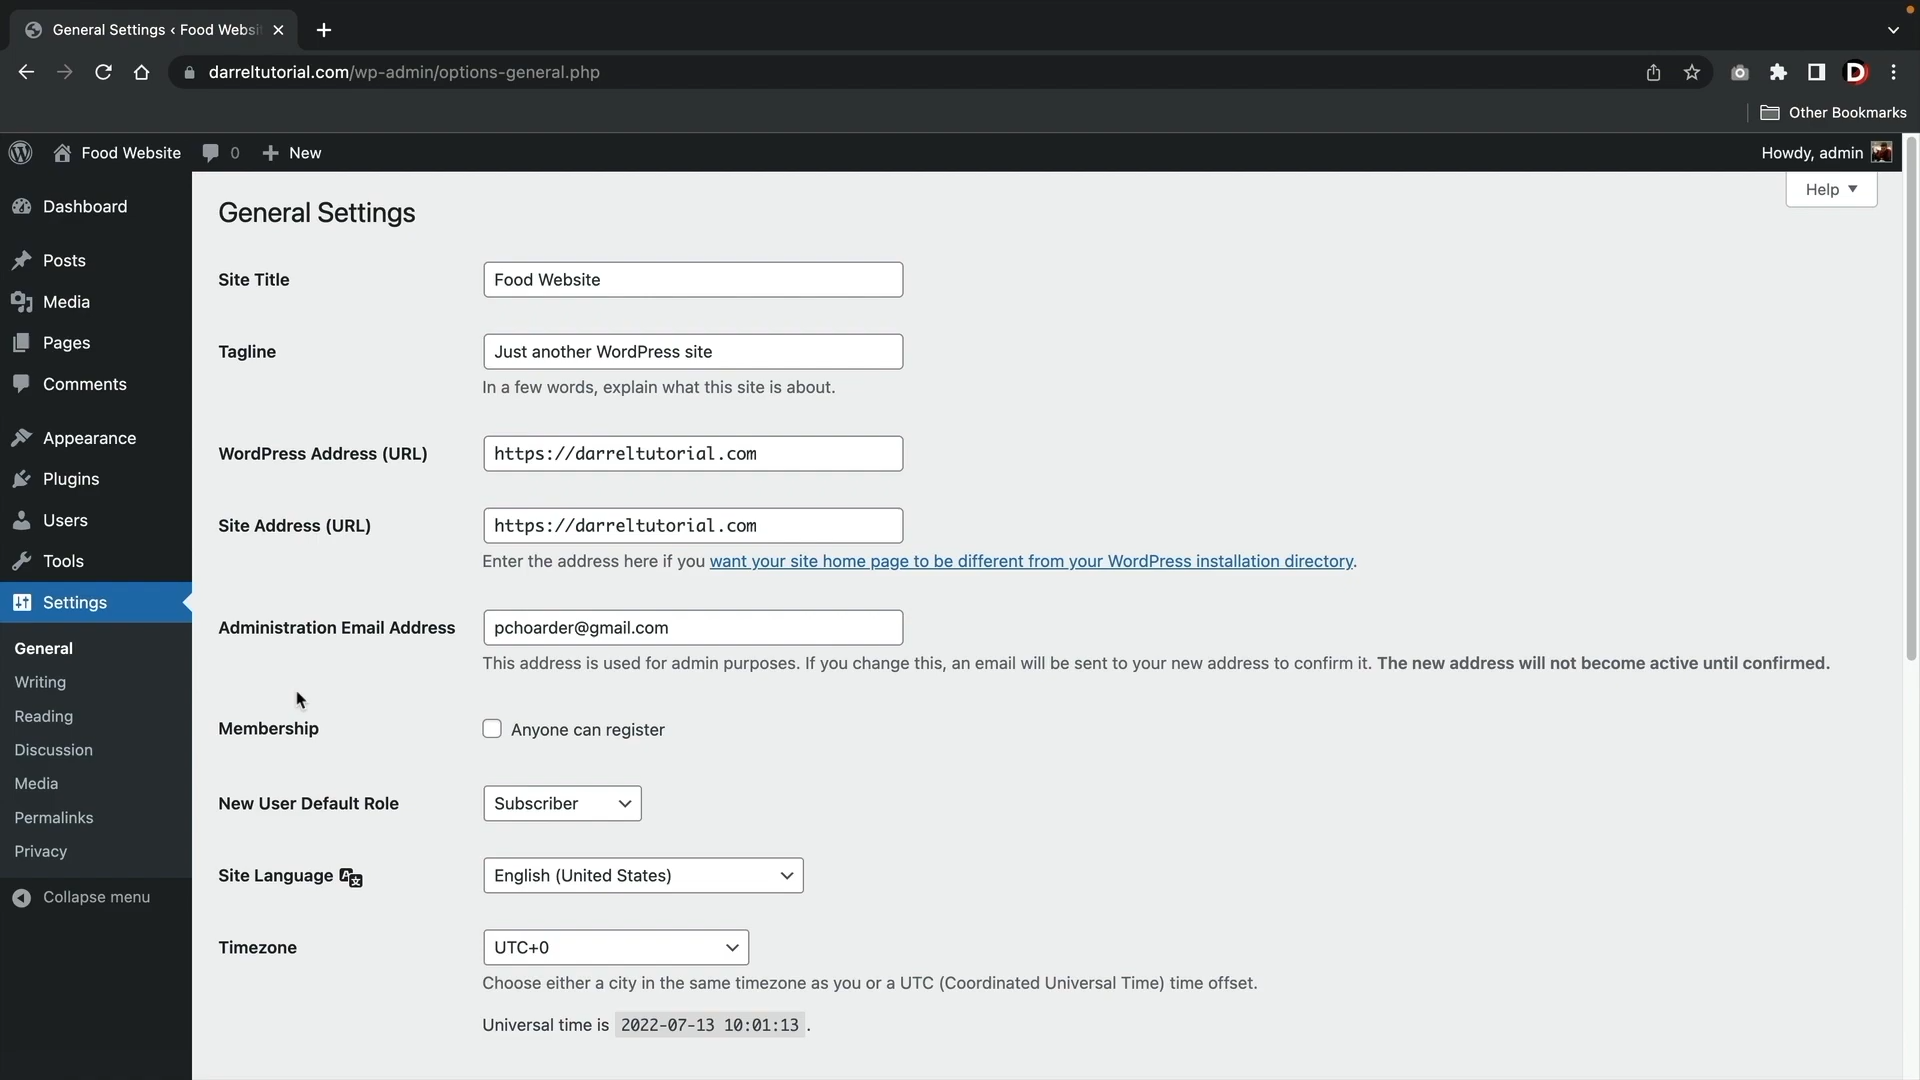 General Settings ‹ Food Websi
darreltutorial.com/wp-admin/options-general.php
Other Bookmarks
Food Website 0 New
Howdy, admin
Help
Dashboard
Posts
Media
Pages
Comments
Appearance
Plugins
Users
Tools
Settings
General
Writing
Reading
Discussion
Media
Permalinks
Privacy
Collapse menu
General Settings
Site Title Food Website
Tagline Just another WordPress site
In a few words, explain what this site is about.
WordPress Address (URL) https://darreltutorial.com
Site Address (URL) https://darreltutorial.com
Enter the address here if you want your site home page to be different from your WordPress installation directory.
Administration Email Address pchoarder@gmail.com
This address is used for admin purposes. If you change this, an email will be sent to your new address to confirm it. The new address will not become active until confirmed.
Membership Anyone can register
New User Default Role Subscriber
Site Language English (United States)
Timezone UTC+0
Choose either a city in the same timezone as you or a UTC (Coordinated Universal Time) time offset.
Universal time is 2022-07-13 10:01:13 .